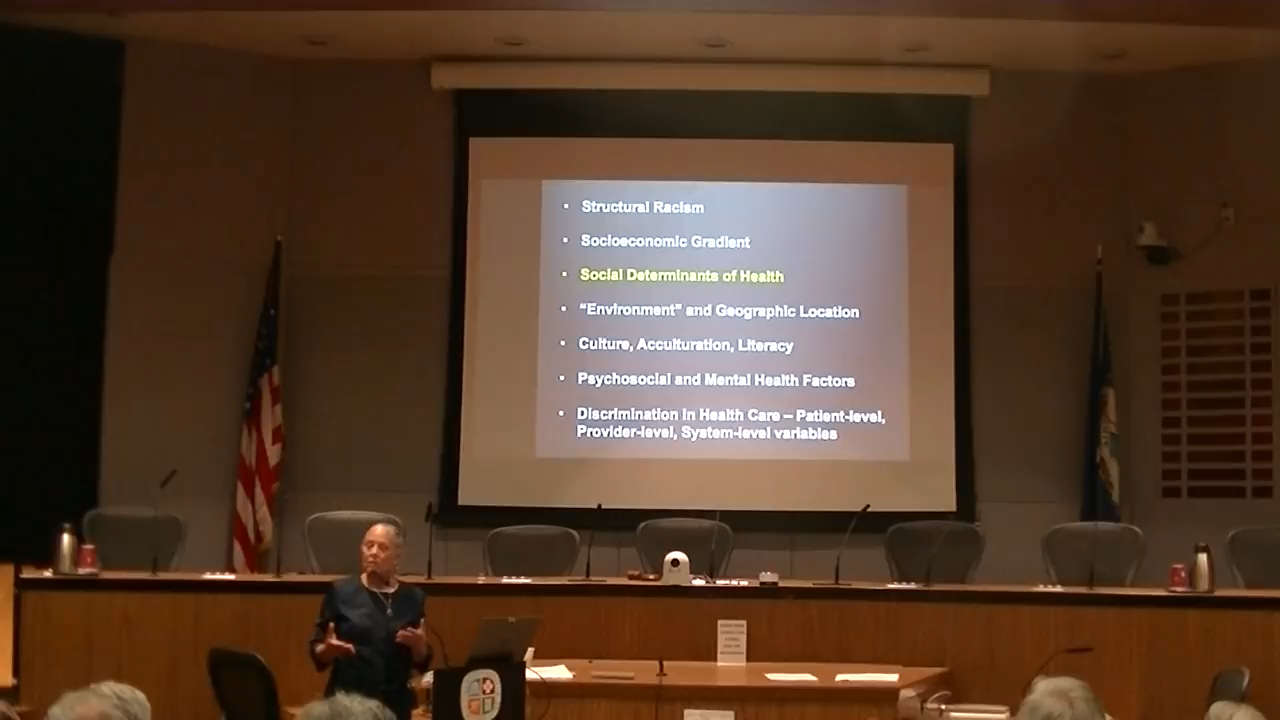 • Structural Racism
• Socioeconomic Gradient
• Social Determinants of Health
• “Environment” and Geographic Location
• Culture, Acculturation, Literacy
• Psychosocial and Mental Health Factors
• Discrimination in Health Care – Patient-level,
Provider-level, System-level variables